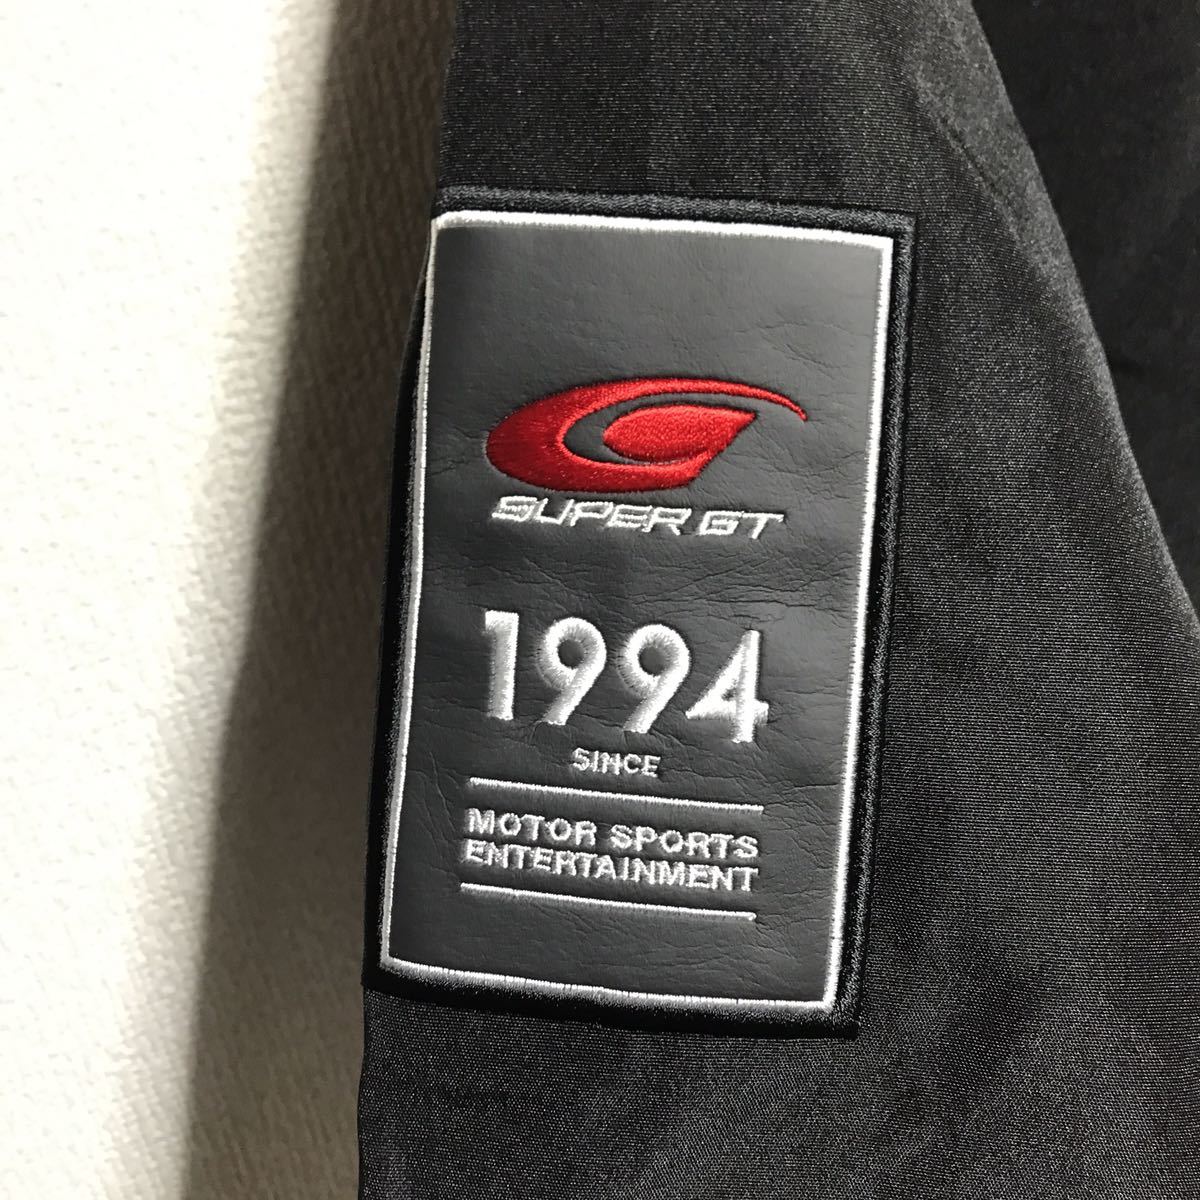 SUPER GT
1994
SINCE
MOTOR SPORTS
ENTERTAINMENT